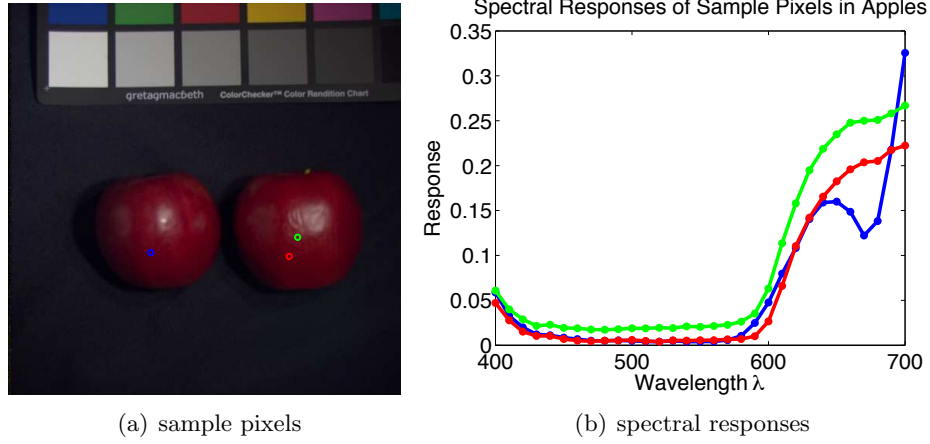 gretagmacbeth
ColorChecker™ Color Rendition Chart
(a) sample pixels
Spectral Responses of Sample Pixels in Apples
0.35
0.3
0.25
0.2
0.15
0.1
0.05
0
Response
400
500
600
700
Wavelength λ
(b) spectral responses